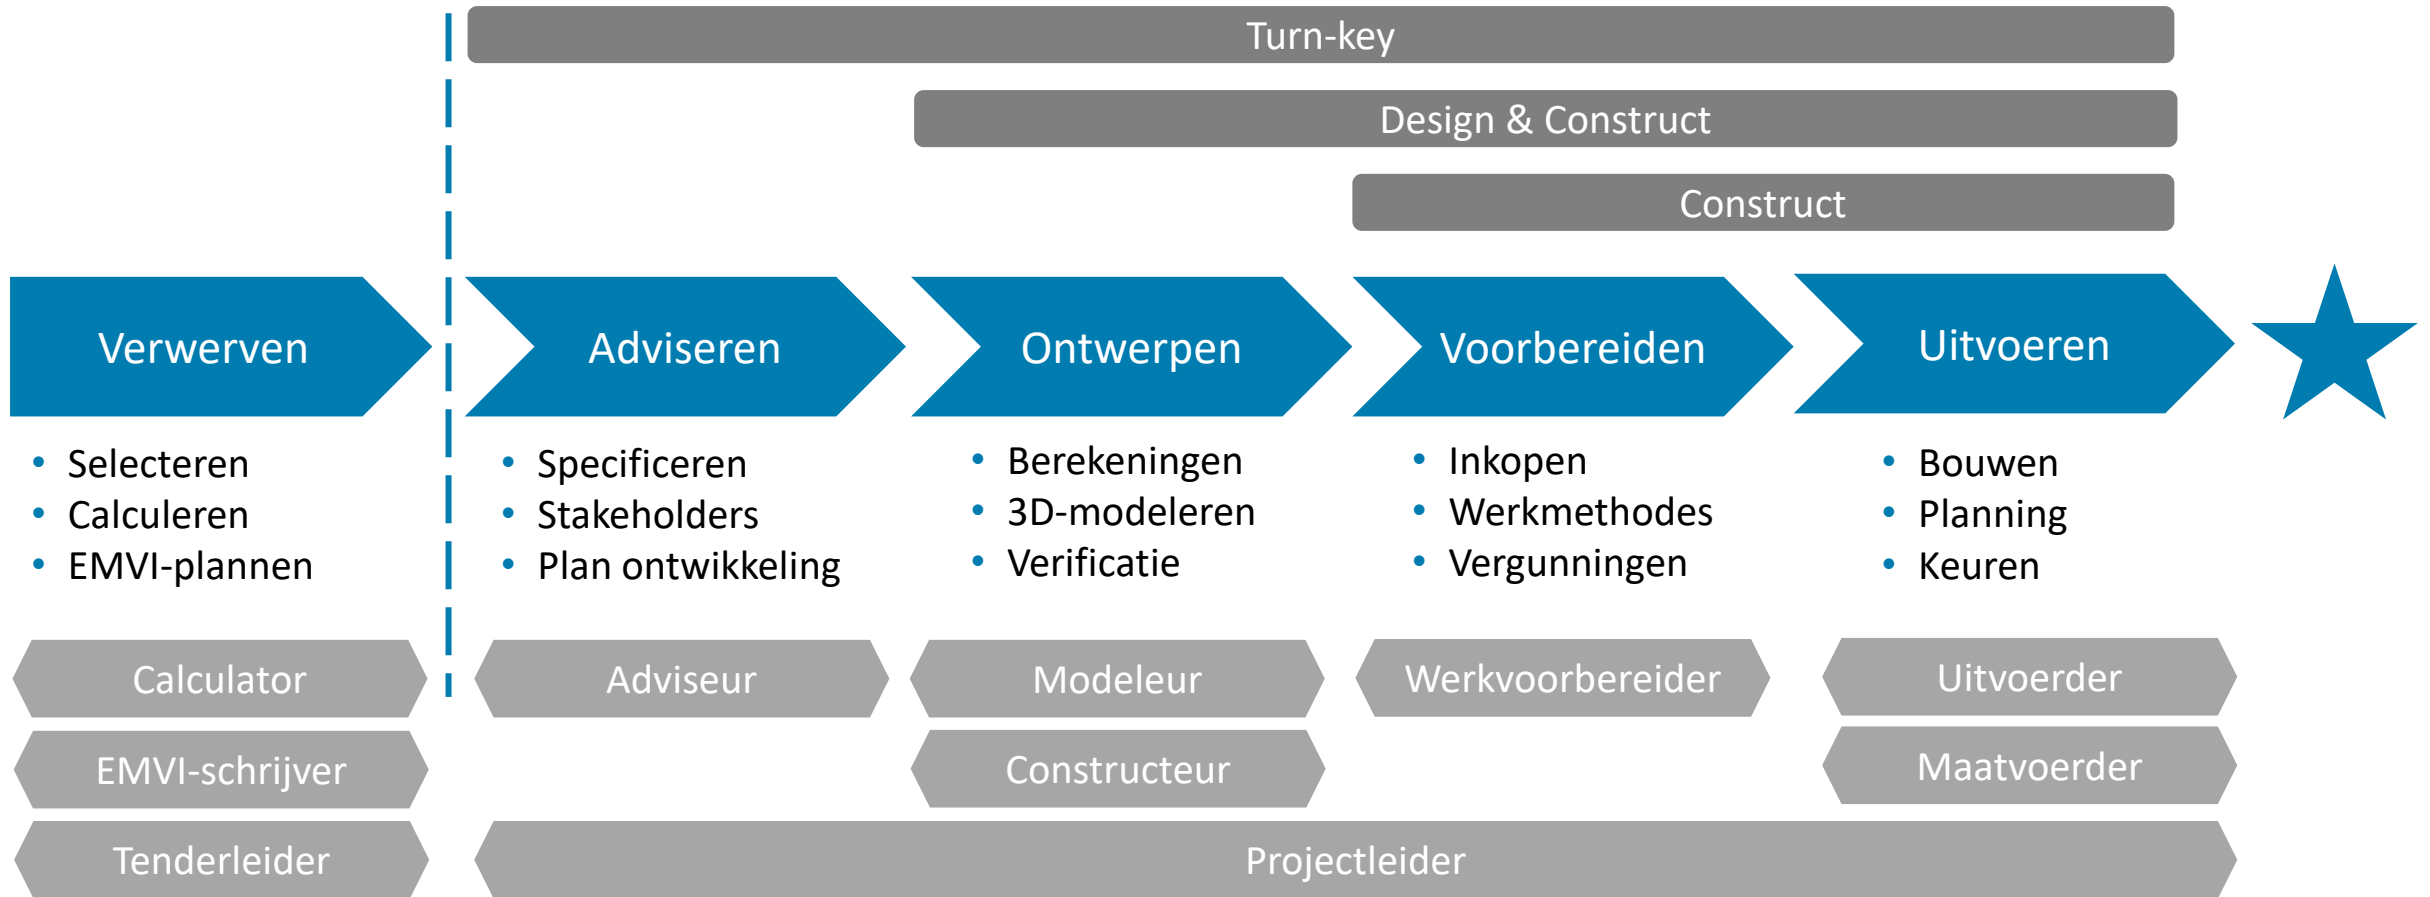 Turn-key
Design & Construct
Construct
Verwerven
Adviseren
Ontwerpen
Voorbereiden
Uitvoeren
• Selecteren
• Calculeren
• EMVI-plannen
• Specificeren
• Stakeholders
• Plan ontwikkeling
• Berekeningen
• 3D-modeleren
• Verificatie
• Inkopen
• Werkmethodes
• Vergunningen
• Bouwen
• Planning
• Keuren
Calculator
Adviseur
Modeleur
Werkvoorbereider
Uitvoerder
EMVI-schrijver
Constructeur
Maatvoerder
Tenderleider
Projectleider